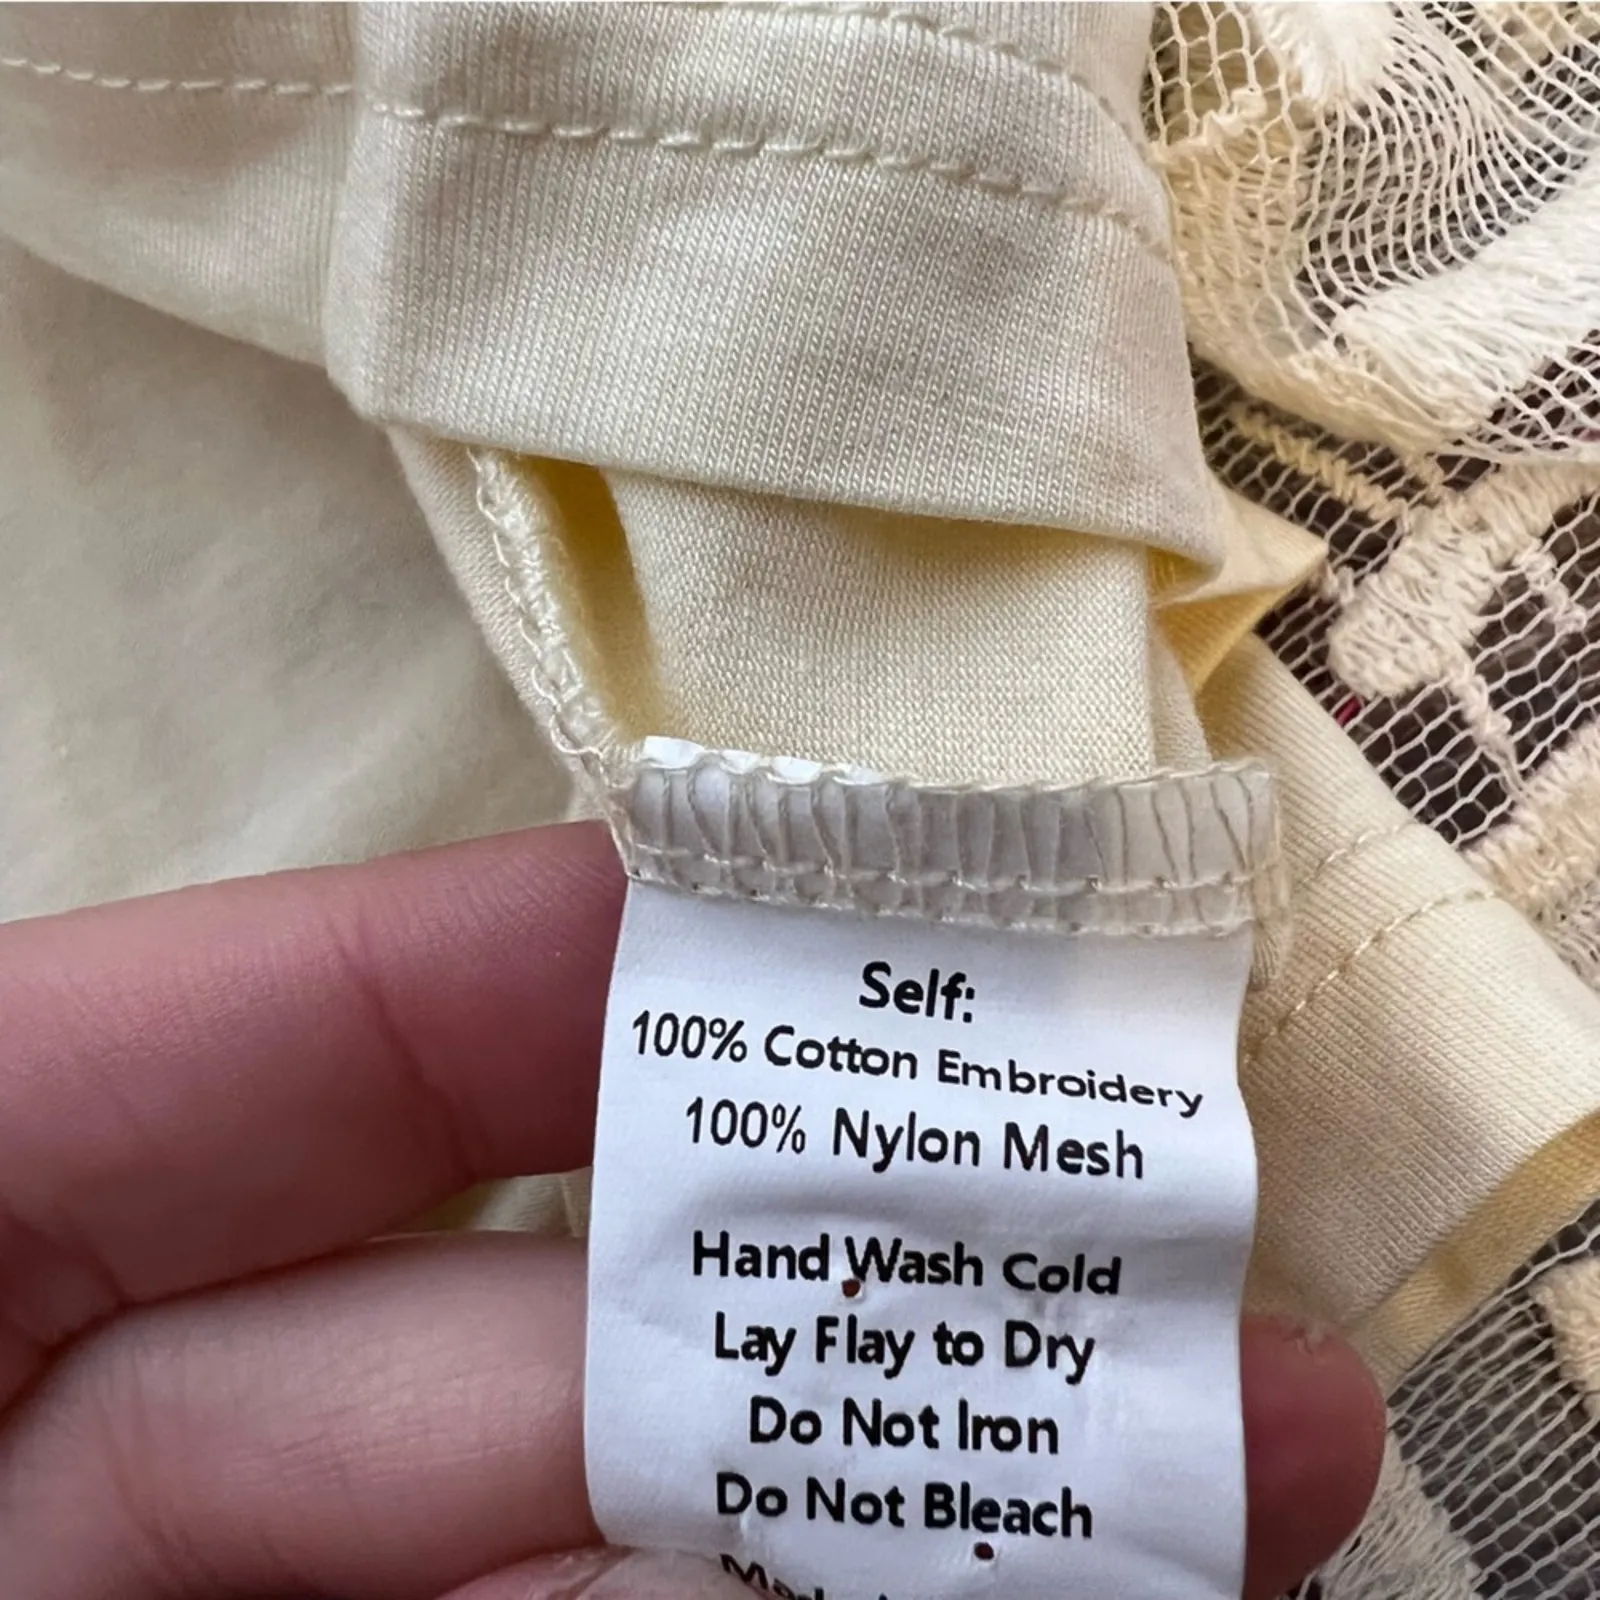 Self:
100% Cotton Embroidery
100% Nylon Mesh
Hand Wash Cold
Lay Flay to Dry
Do Not Iron
Do Not Bleach